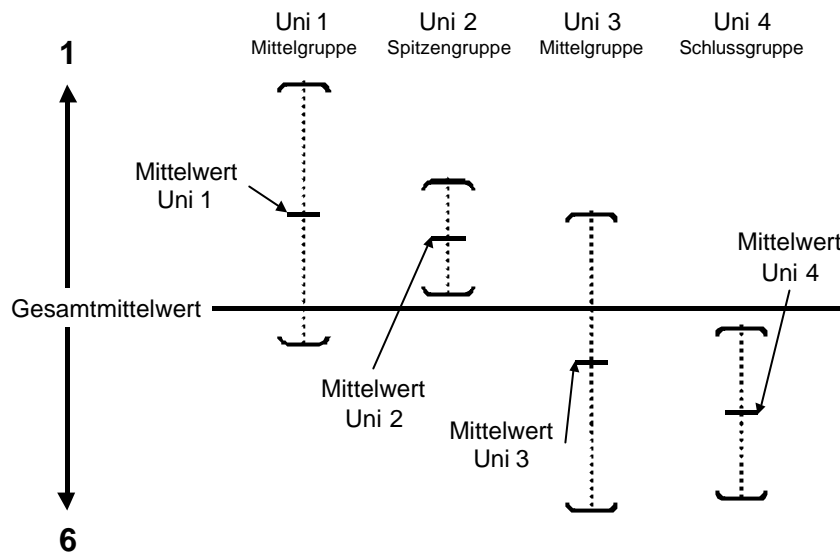 Uni 1
Mittelgruppe
Uni 2
Spitzengruppe
Uni 3
Mittelgruppe
Uni 4
Schlussgruppe
1
Mittelwert
Uni 1
Mittelwert
Uni 4
Gesamtmittelwert
Mittelwert
Uni 2
Mittelwert
Uni 3
6